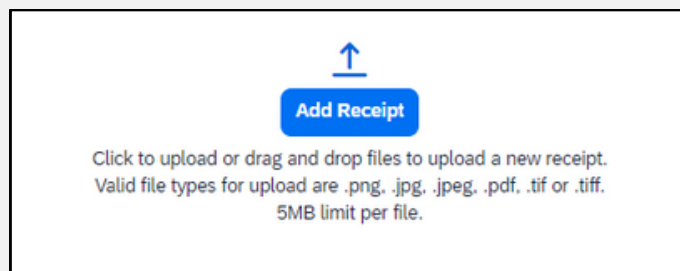 Add Receipt
Click to upload or drag and drop files to upload a new receipt.
Valid file types for upload are .png, .jpg, .jpeg, .pdf, .tif or .tiff.
5MB limit per file.